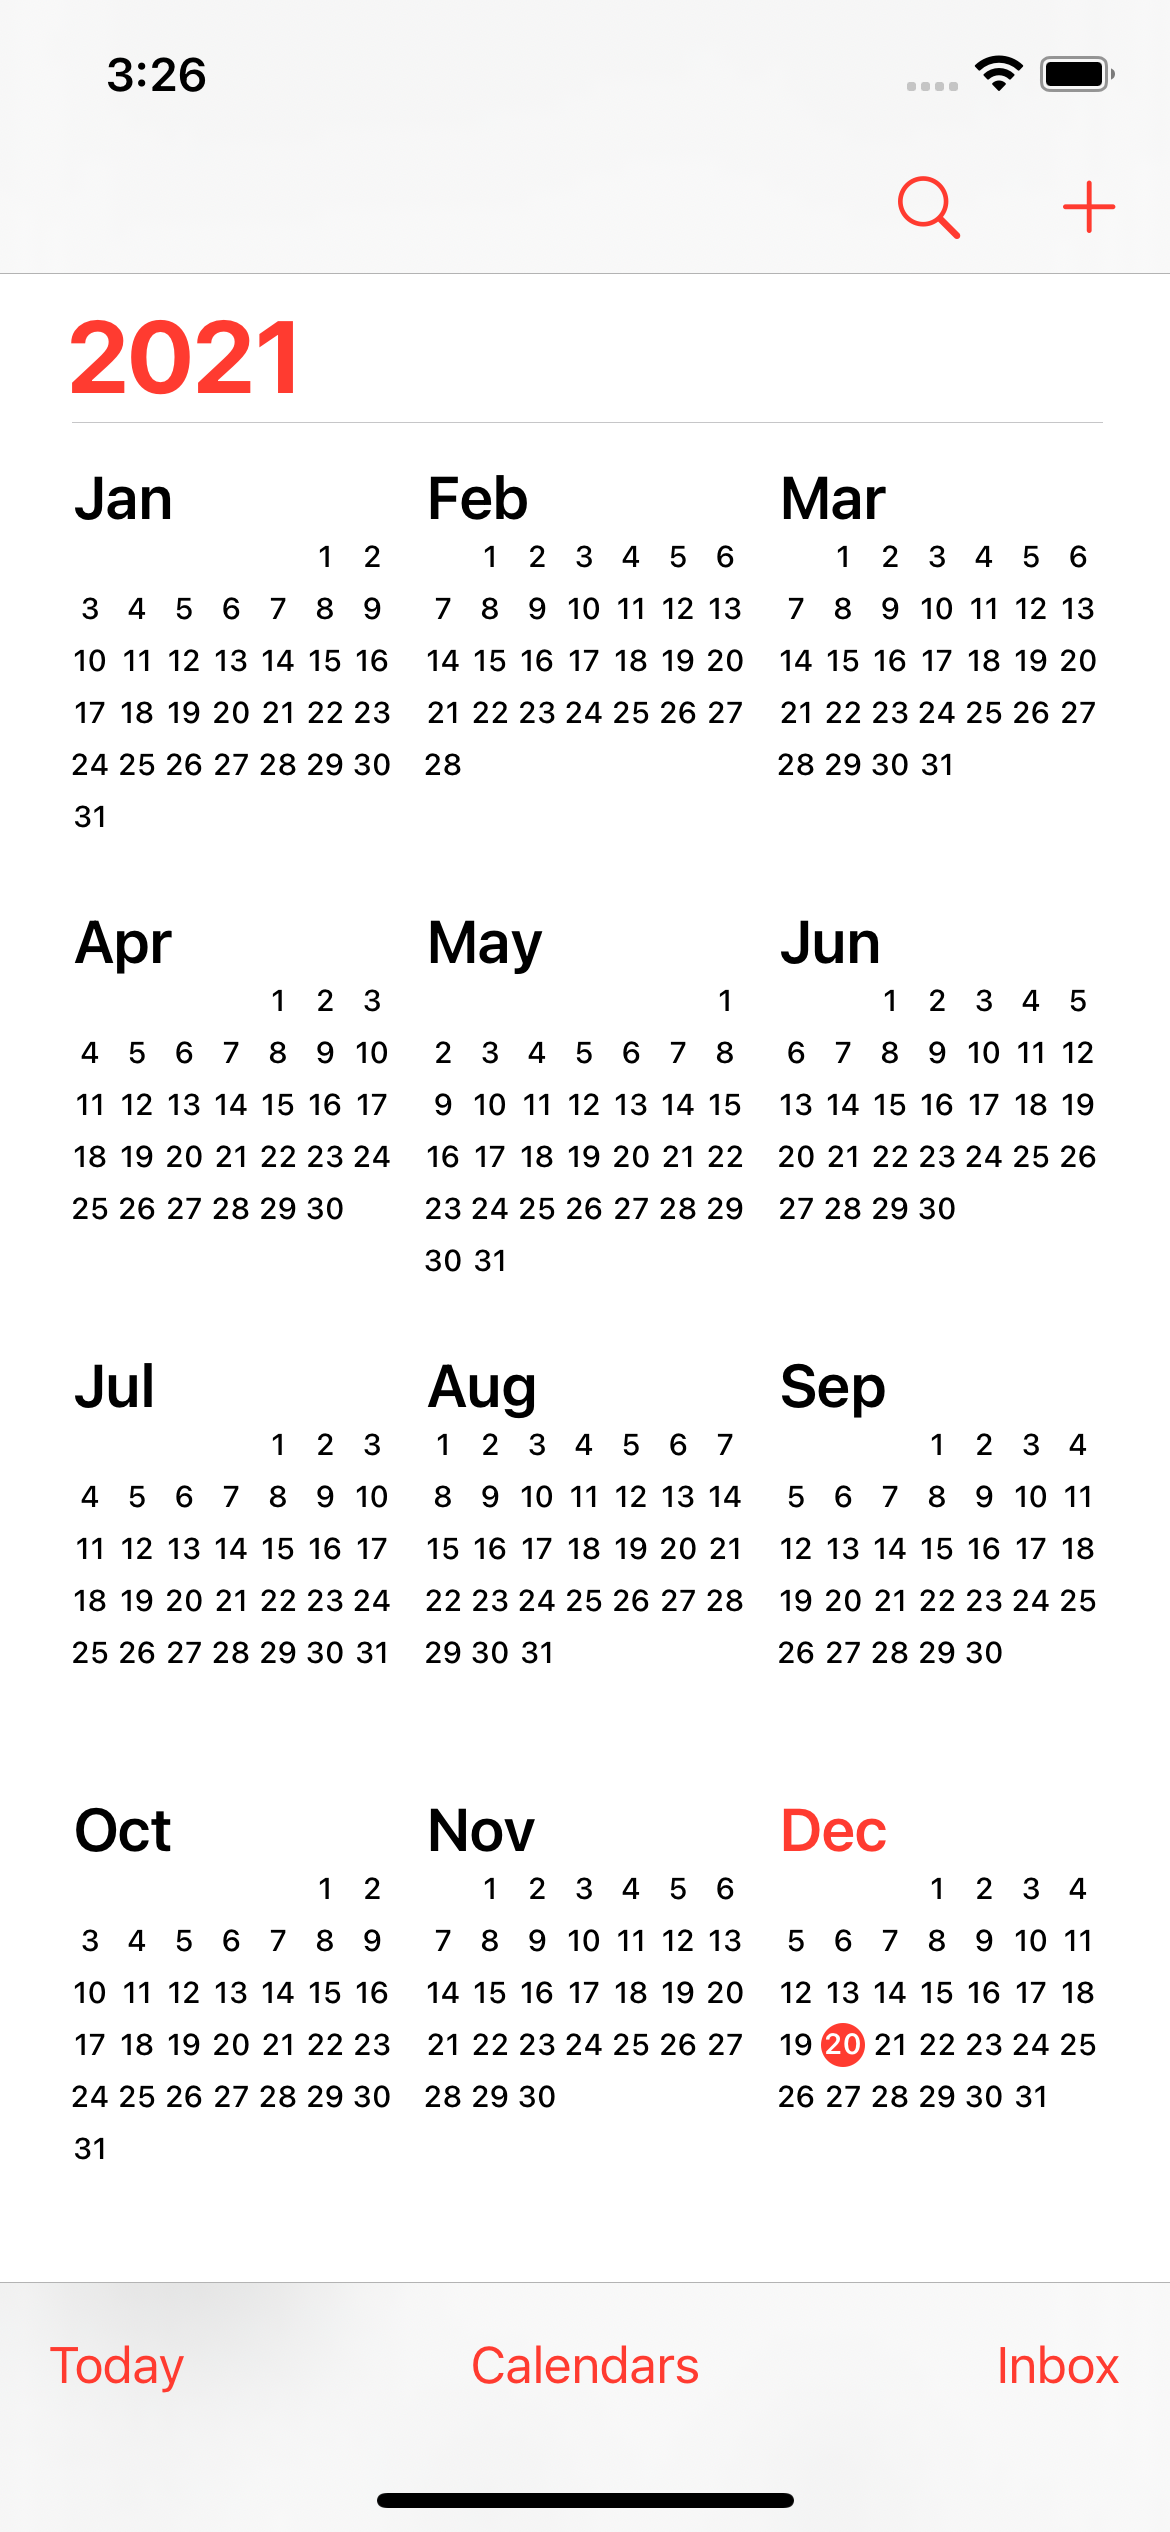 3:26
2021
Jan Feb Mar
1 2 1 2 3 4 5 6 1 2 3 4 5 6
3 4 5 6 7 8 9 7 8 9 10 11 12 13 7 8 9 10 11 12 13
10 11 12 13 14 15 16 14 15 16 17 18 19 20 14 15 16 17 18 19 20
17 18 19 20 21 22 23 21 22 23 24 25 26 27 21 22 23 24 25 26 27
24 25 26 27 28 29 30 28 28 29 30 31
31
Apr May Jun
1 2 3 1 1 2 3 4 5
4 5 6 7 8 9 10 2 3 4 5 6 7 8 6 7 8 9 10 11 12
11 12 13 14 15 16 17 9 10 11 12 13 14 15 13 14 15 16 17 18 19
18 19 20 21 22 23 24 16 17 18 19 20 21 22 20 21 22 23 24 25 26
25 26 27 28 29 30 23 24 25 26 27 28 29 27 28 29 30
30 31
Jul Aug Sep
1 2 3 1 2 3 4 5 6 7 1 2 3 4
4 5 6 7 8 9 10 8 9 10 11 12 13 14 5 6 7 8 9 10 11
11 12 13 14 15 16 17 15 16 17 18 19 20 21 12 13 14 15 16 17 18
18 19 20 21 22 23 24 22 23 24 25 26 27 28 19 20 21 22 23 24 25
25 26 27 28 29 30 31 29 30 31 26 27 28 29 30
Oct Nov Dec
1 2 1 2 3 4 5 6 1 2 3 4
3 4 5 6 7 8 9 7 8 9 10 11 12 13 5 6 7 8 9 10 11
10 11 12 13 14 15 16 14 15 16 17 18 19 20 12 13 14 15 16 17 18
17 18 19 20 21 22 23 21 22 23 24 25 26 27 19 20 21 22 23 24 25
24 25 26 27 28 29 30 28 29 30 26 27 28 29 30 31
31
Today Calendars Inbox